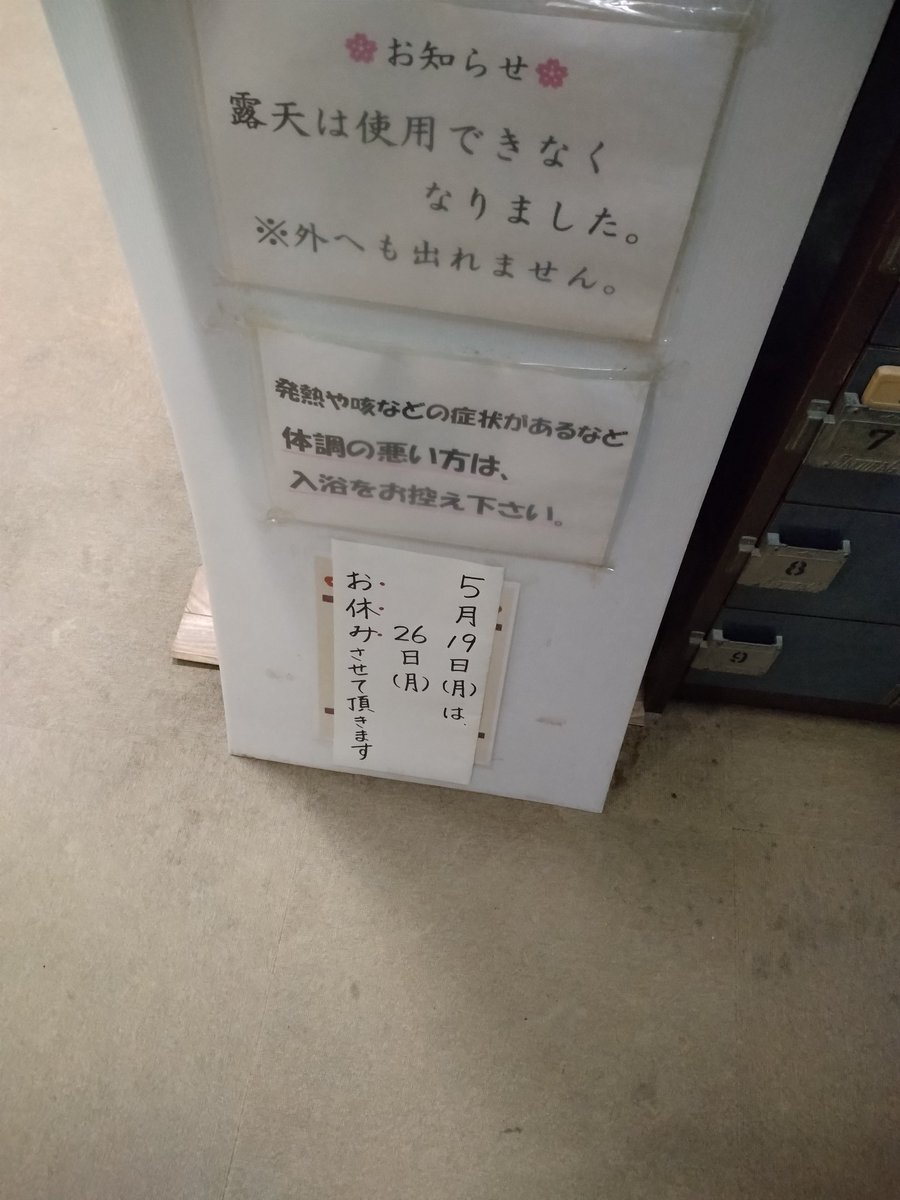 お知らせ
露天は使用できなく
なりました。
※外へも出れません。
発熱や咳などの症状があるなど
体調の悪い方は、
入浴をお控え下さい。
5月19日(月)は、
26日(月)
お休みさせて頂きます
7
8
9